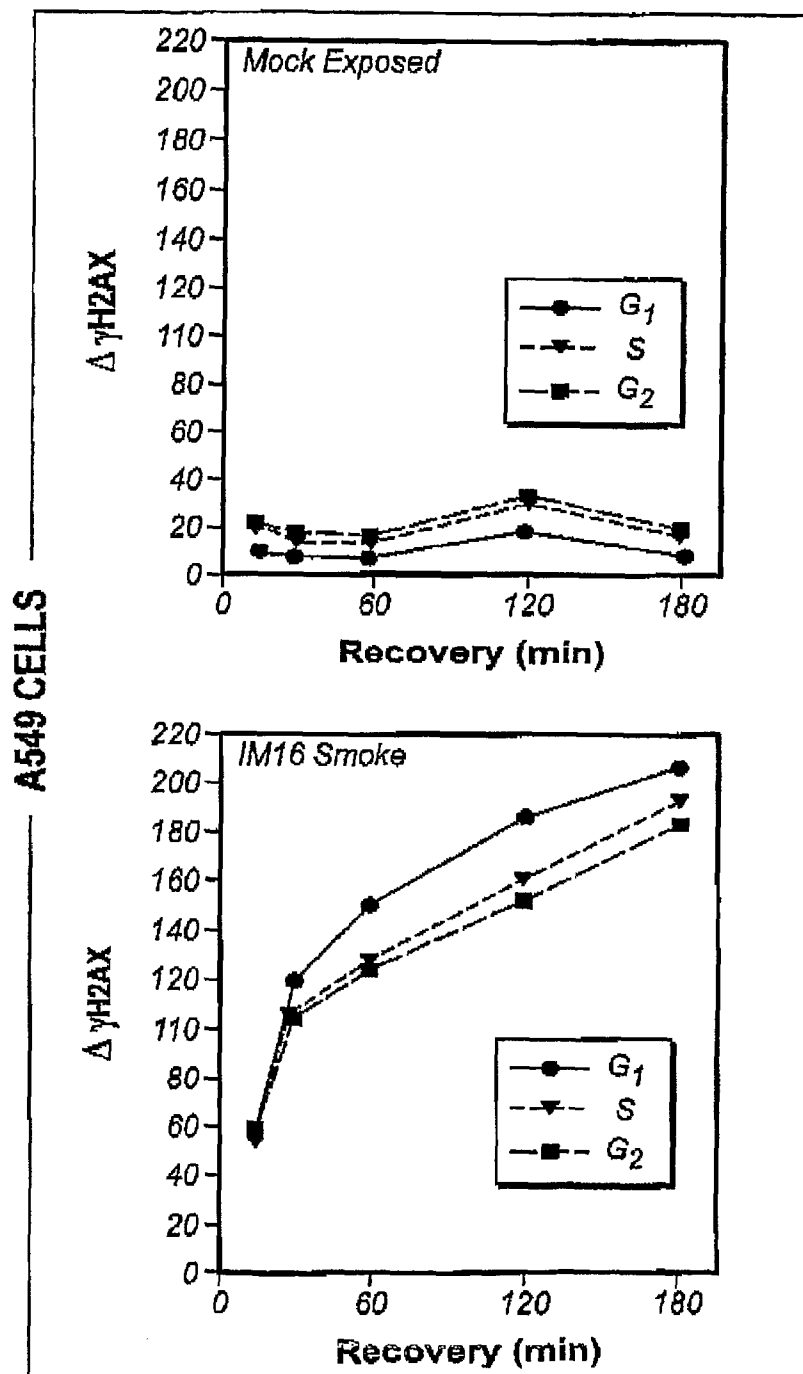 A549 CELLS
Mock Exposed
Δ γH2AX
220
200
180
160
140
120
110
80
60
40
20
0
G1
S
G2
0 60 120 180
Recovery (min)
IM16 Smoke
Δ γH2AX
220
200
180
160
140
120
110
80
60
40
20
0
G1
S
G2
0 60 120 180
Recovery (min)